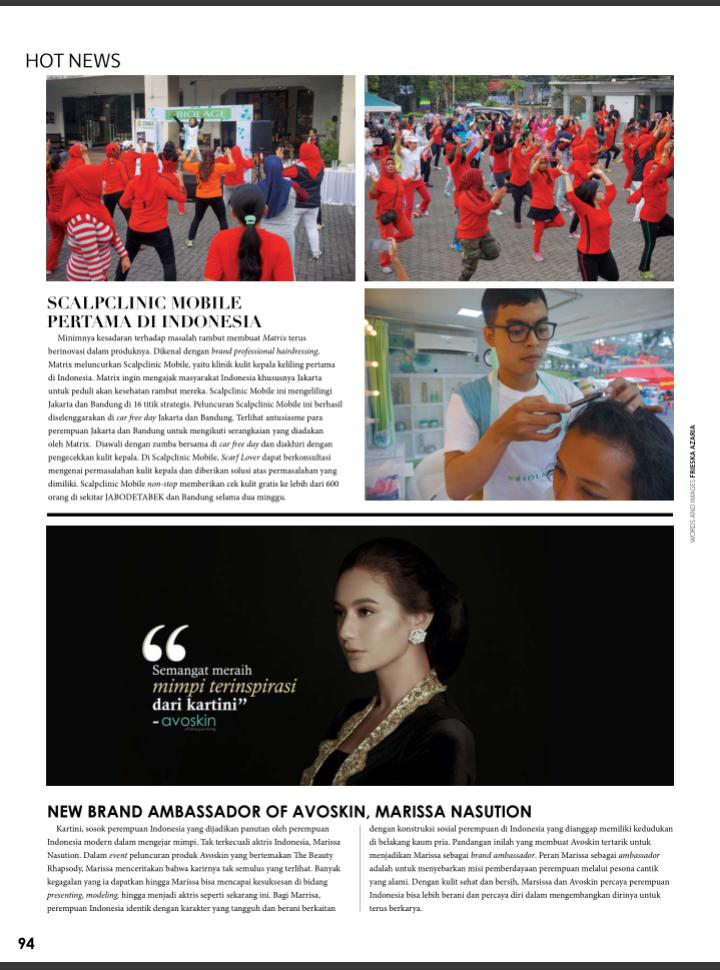 HOT NEWS
BIOLAGE
SCALPCLINIC MOBILE
PERTAMA DI INDONESIA
Minimnya kesadaran terhadap masalah rambut membuat Matrix terus
berinovasi dalam produknya. Dikenal dengan brand professional hairdressing,
Matrix meluncurkan Scalpclinic Mobile, yaitu klinik kulit kepala keliling pertama
di Indonesia. Matrix ingin mengajak masyarakat Indonesia khususnya Jakarta
untuk peduli akan kesehatan rambut mereka. Scalpclinic Mobile ini mengelilingi
Jakarta dan Bandung di 16 titik strategis. Peluncuran Scalpclinic Mobile ini berhasil
diselenggarakan di car free day Jakarta dan Bandung. Terlihat antusiasme para
perempuan Jakarta dan Bandung untuk mengikuti serangkaian yang diadakan
oleh Matrix. Diawali dengan zumba bersama di car free day dan diakhiri dengan
pengecekkan kulit kepala. Di Scalpclinic Mobile, Scarf Lover dapat berkonsultasi
mengenai permasalahan kulit kepala dan diberikan solusi atas permasalahan yang
dimiliki. Scalpclinic Mobile non-stop memberikan cek kulit gratis ke lebih dari 600
orang di sekitar JABODETABEK dan Bandung selama dua minggu.
WORDS AND IMAGES FRIESKA AZARIA
“
Semangat meraih
mimpi terinspirasi
dari kartini”
- avoskin
NEW BRAND AMBASSADOR OF AVOSKIN, MARISSA NASUTION
Kartini, sosok perempuan Indonesia yang dijadikan panutan oleh perempuan
Indonesia modern dalam mengejar mimpi. Tak terkecuali aktris Indonesia, Marissa
Nasution. Dalam event peluncuran produk Avoskin yang bertemakan The Beauty
Rhapsody, Marissa menceritakan bahwa karirnya tak semulus yang terlihat. Banyak
kegagalan yang ia dapatkan hingga Marissa bisa mencapai kesuksesan di bidang
presenting, modeling, hingga menjadi aktris seperti sekarang ini. Bagi Marrisa,
perempuan Indonesia identik dengan karakter yang tangguh dan berani berkaitan
dengan konstruksi sosial perempuan di Indonesia yang dianggap memiliki kedudukan
di belakang kaum pria. Pandangan inilah yang membuat Avoskin tertarik untuk
menjadikan Marissa sebagai brand ambassador. Peran Marissa sebagai ambassador
adalah untuk menyebarkan misi pemberdayaan perempuan melalui pesona cantik
yang alami. Dengan kulit sehat dan bersih, Marsissa dan Avoskin percaya perempuan
Indonesia bisa lebih berani dan percaya diri dalam mengembangkan dirinya untuk
terus berkarya.
94